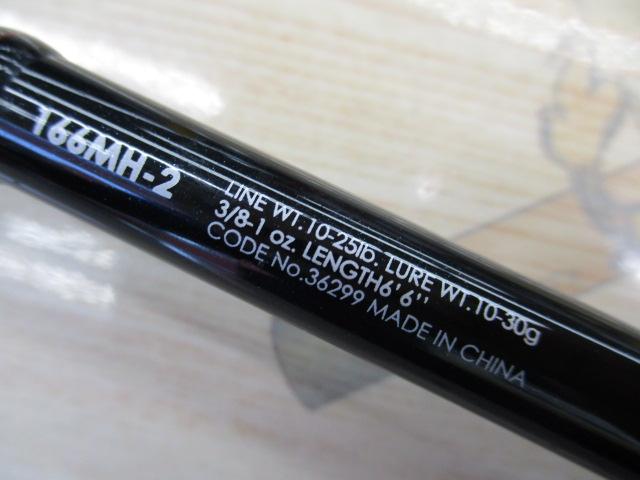 166MH-2
LINE WT.10-25lb. LURE WT.10-30g
3/8-1 oz. LENGTH6'6"
CODE No.36299 MADE IN CHINA